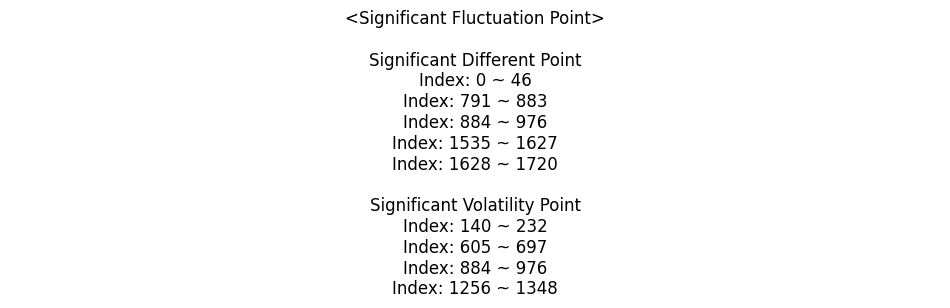 <Significant Fluctuation Point>
Significant Different Point
Index: 0 ~ 46
Index: 791 ~ 883
Index: 884 ~ 976
Index: 1535 ~ 1627
Index: 1628 ~ 1720
Significant Volatility Point
Index: 140 ~ 232
Index: 605 ~ 697
Index: 884 ~ 976
Index: 1256 ~ 1348